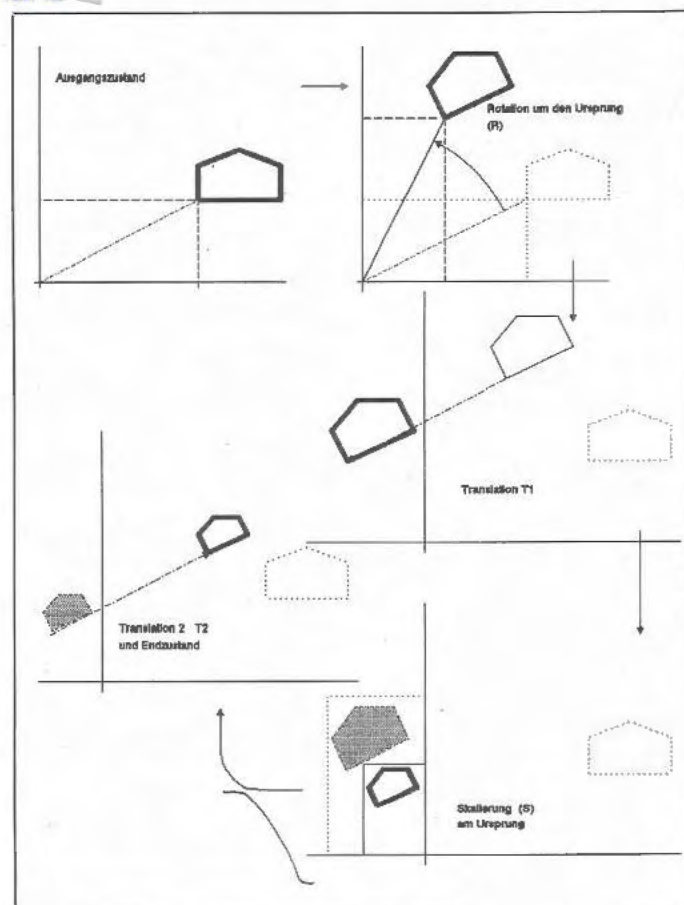 Ausgangszustand
Rotation um den Ursprung
(R)
Translation T1
Translation 2 T2
und Endzustand
Skalierung (S)
am Ursprung